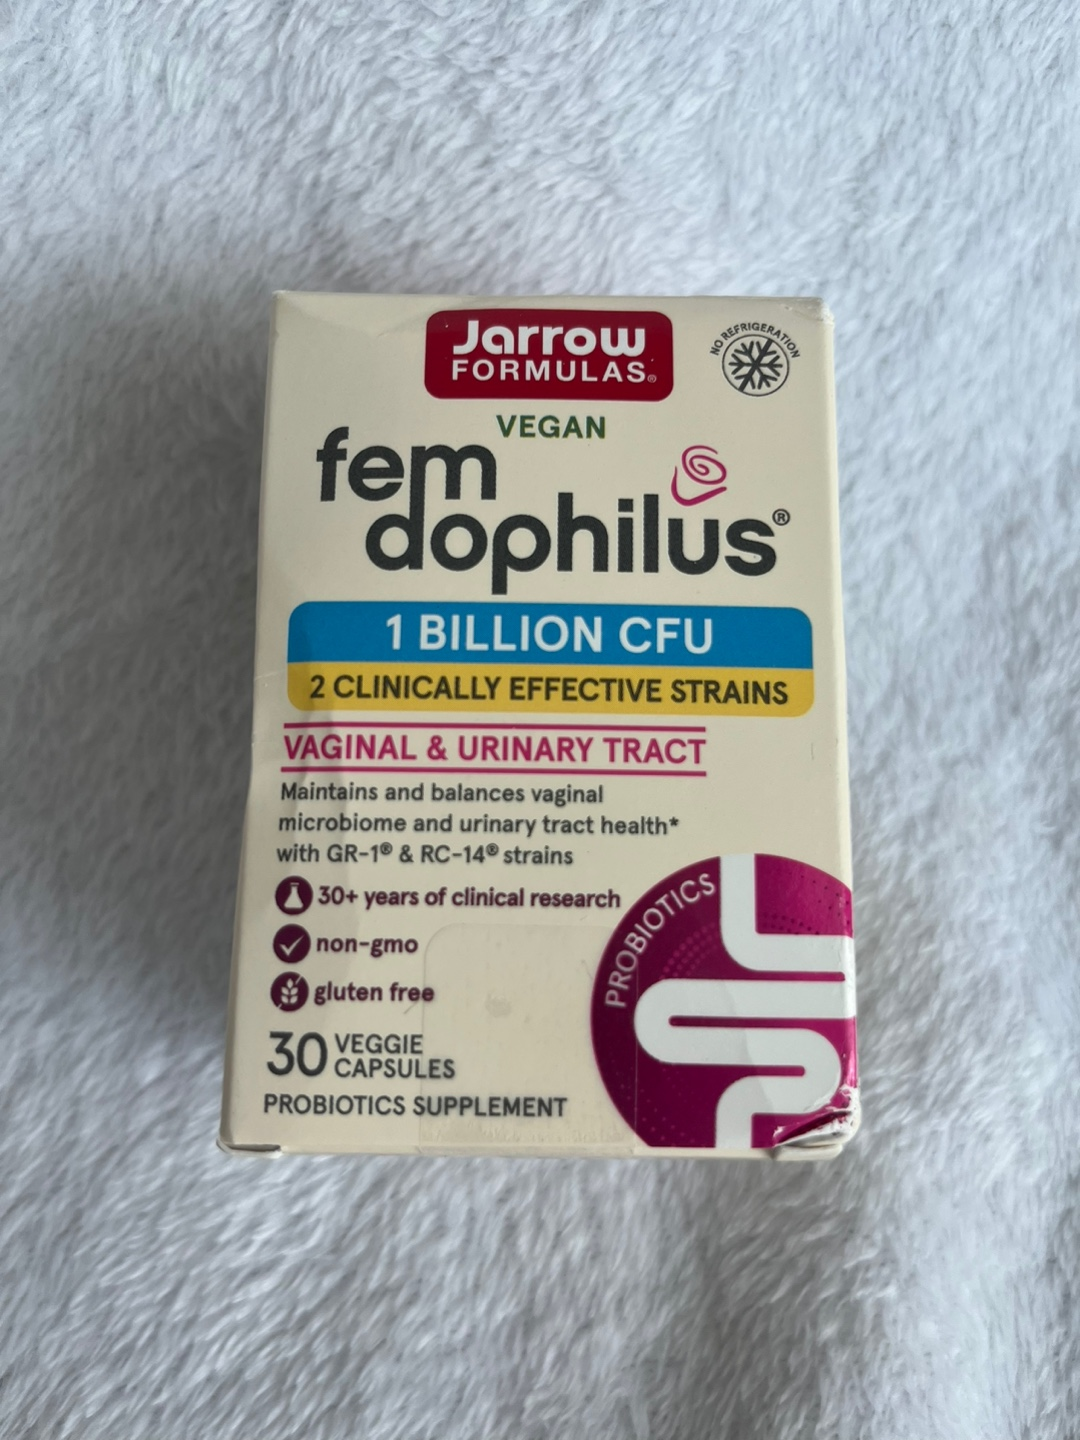 Jarrow
FORMULAS®
NO REFRIGERATION
VEGAN
fem
dophilus®
1 BILLION CFU
2 CLINICALLY EFFECTIVE STRAINS
VAGINAL & URINARY TRACT
Maintains and balances vaginal
microbiome and urinary tract health*
with GR-1® & RC-14® strains
30+ years of clinical research
non-gmo
gluten free
PROBIOTICS
30 VEGGIE
CAPSULES
PROBIOTICS SUPPLEMENT